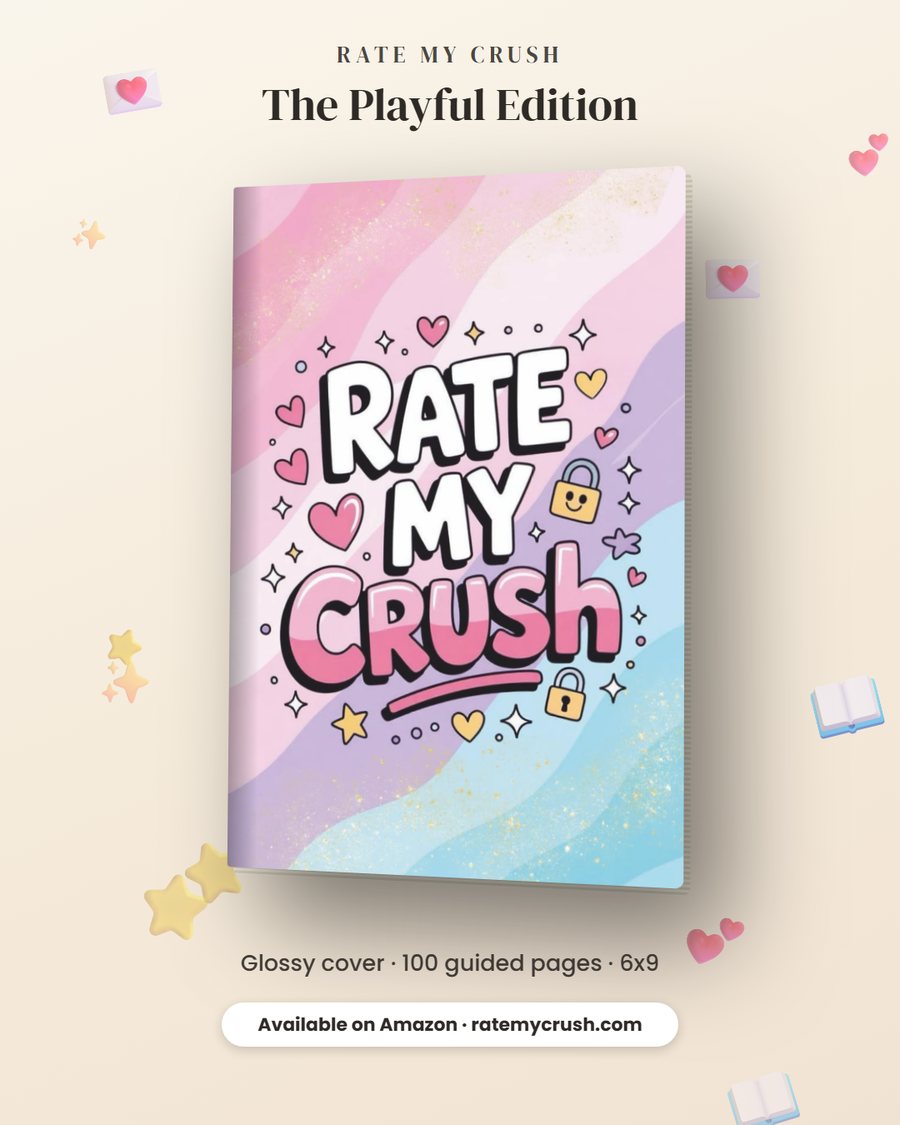 RATE MY CRUSH
The Playful Edition
RATE
MY
CRUSh
Glossy cover · 100 guided pages · 6x9
Available on Amazon · ratemycrush.com